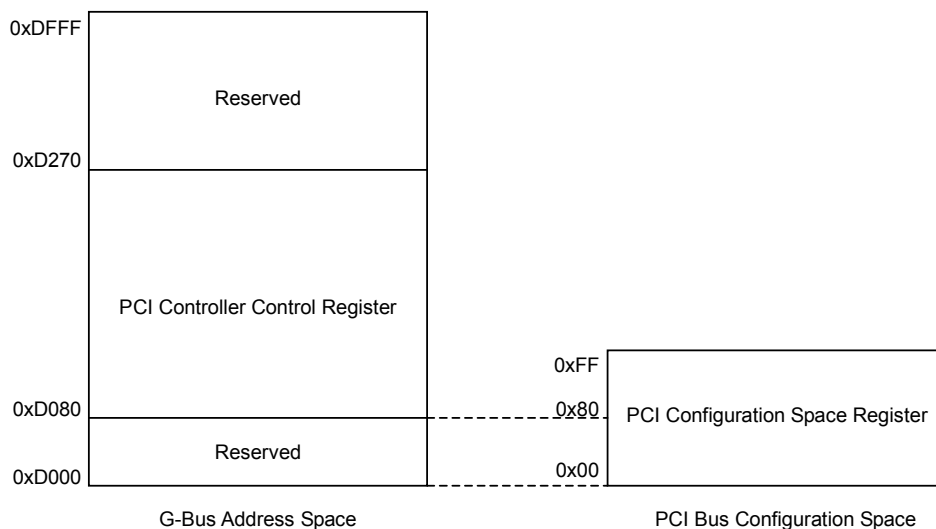 0xDFFF
Reserved
0xD270
PCI Controller Control Register
0xD080
Reserved
0xD000
G-Bus Address Space
0xFF
0x80
PCI Configuration Space Register
0x00
PCI Bus Configuration Space